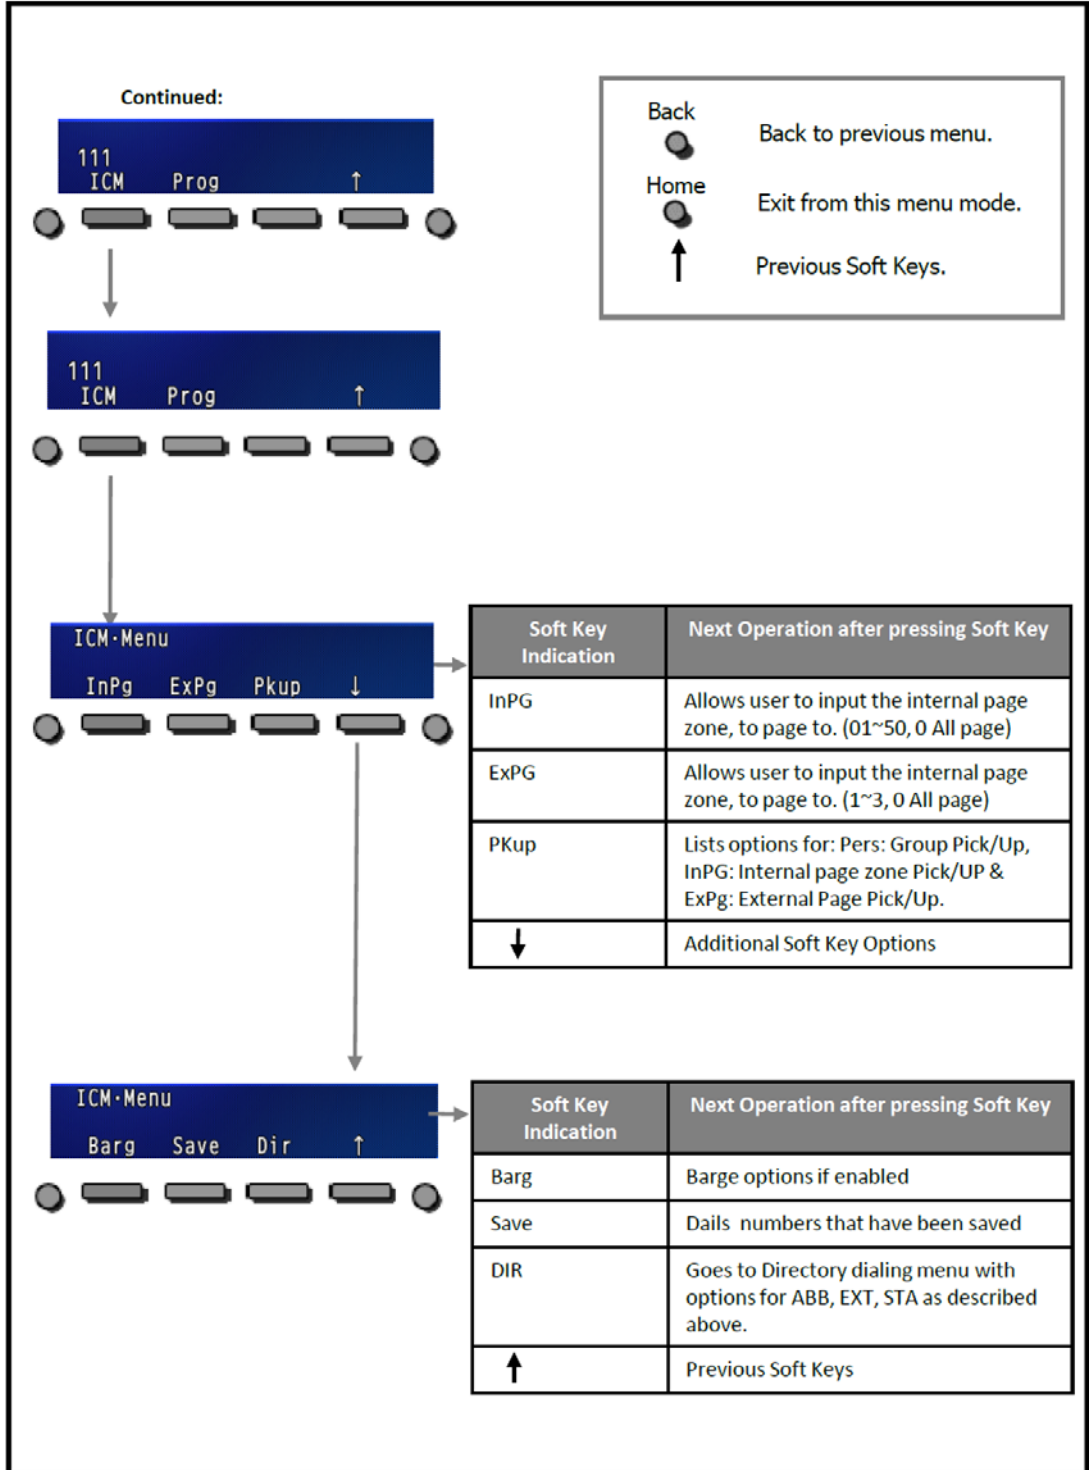 Continued:
111
ICM Prog ↑
Back
Back to previous menu.
Home
Exit from this menu mode.
Previous Soft Keys.
111
ICM Prog ↑
ICM·Menu
InPg ExPg Pkup ↓
Soft Key
Indication
Next Operation after pressing Soft Key
InPG
Allows user to input the internal page
zone, to page to. (01~50, 0 All page)
ExPG
Allows user to input the internal page
zone, to page to. (1~3, 0 All page)
PKup
Lists options for: Pers: Group Pick/Up,
InPG: Internal page zone Pick/UP &
ExPg: External Page Pick/Up.
Additional Soft Key Options
ICM·Menu
Barg Save Dir ↑
Soft Key
Indication
Next Operation after pressing Soft Key
Barg
Barge options if enabled
Save
Dails numbers that have been saved
DIR
Goes to Directory dialing menu with
options for ABB, EXT, STA as described
above.
Previous Soft Keys